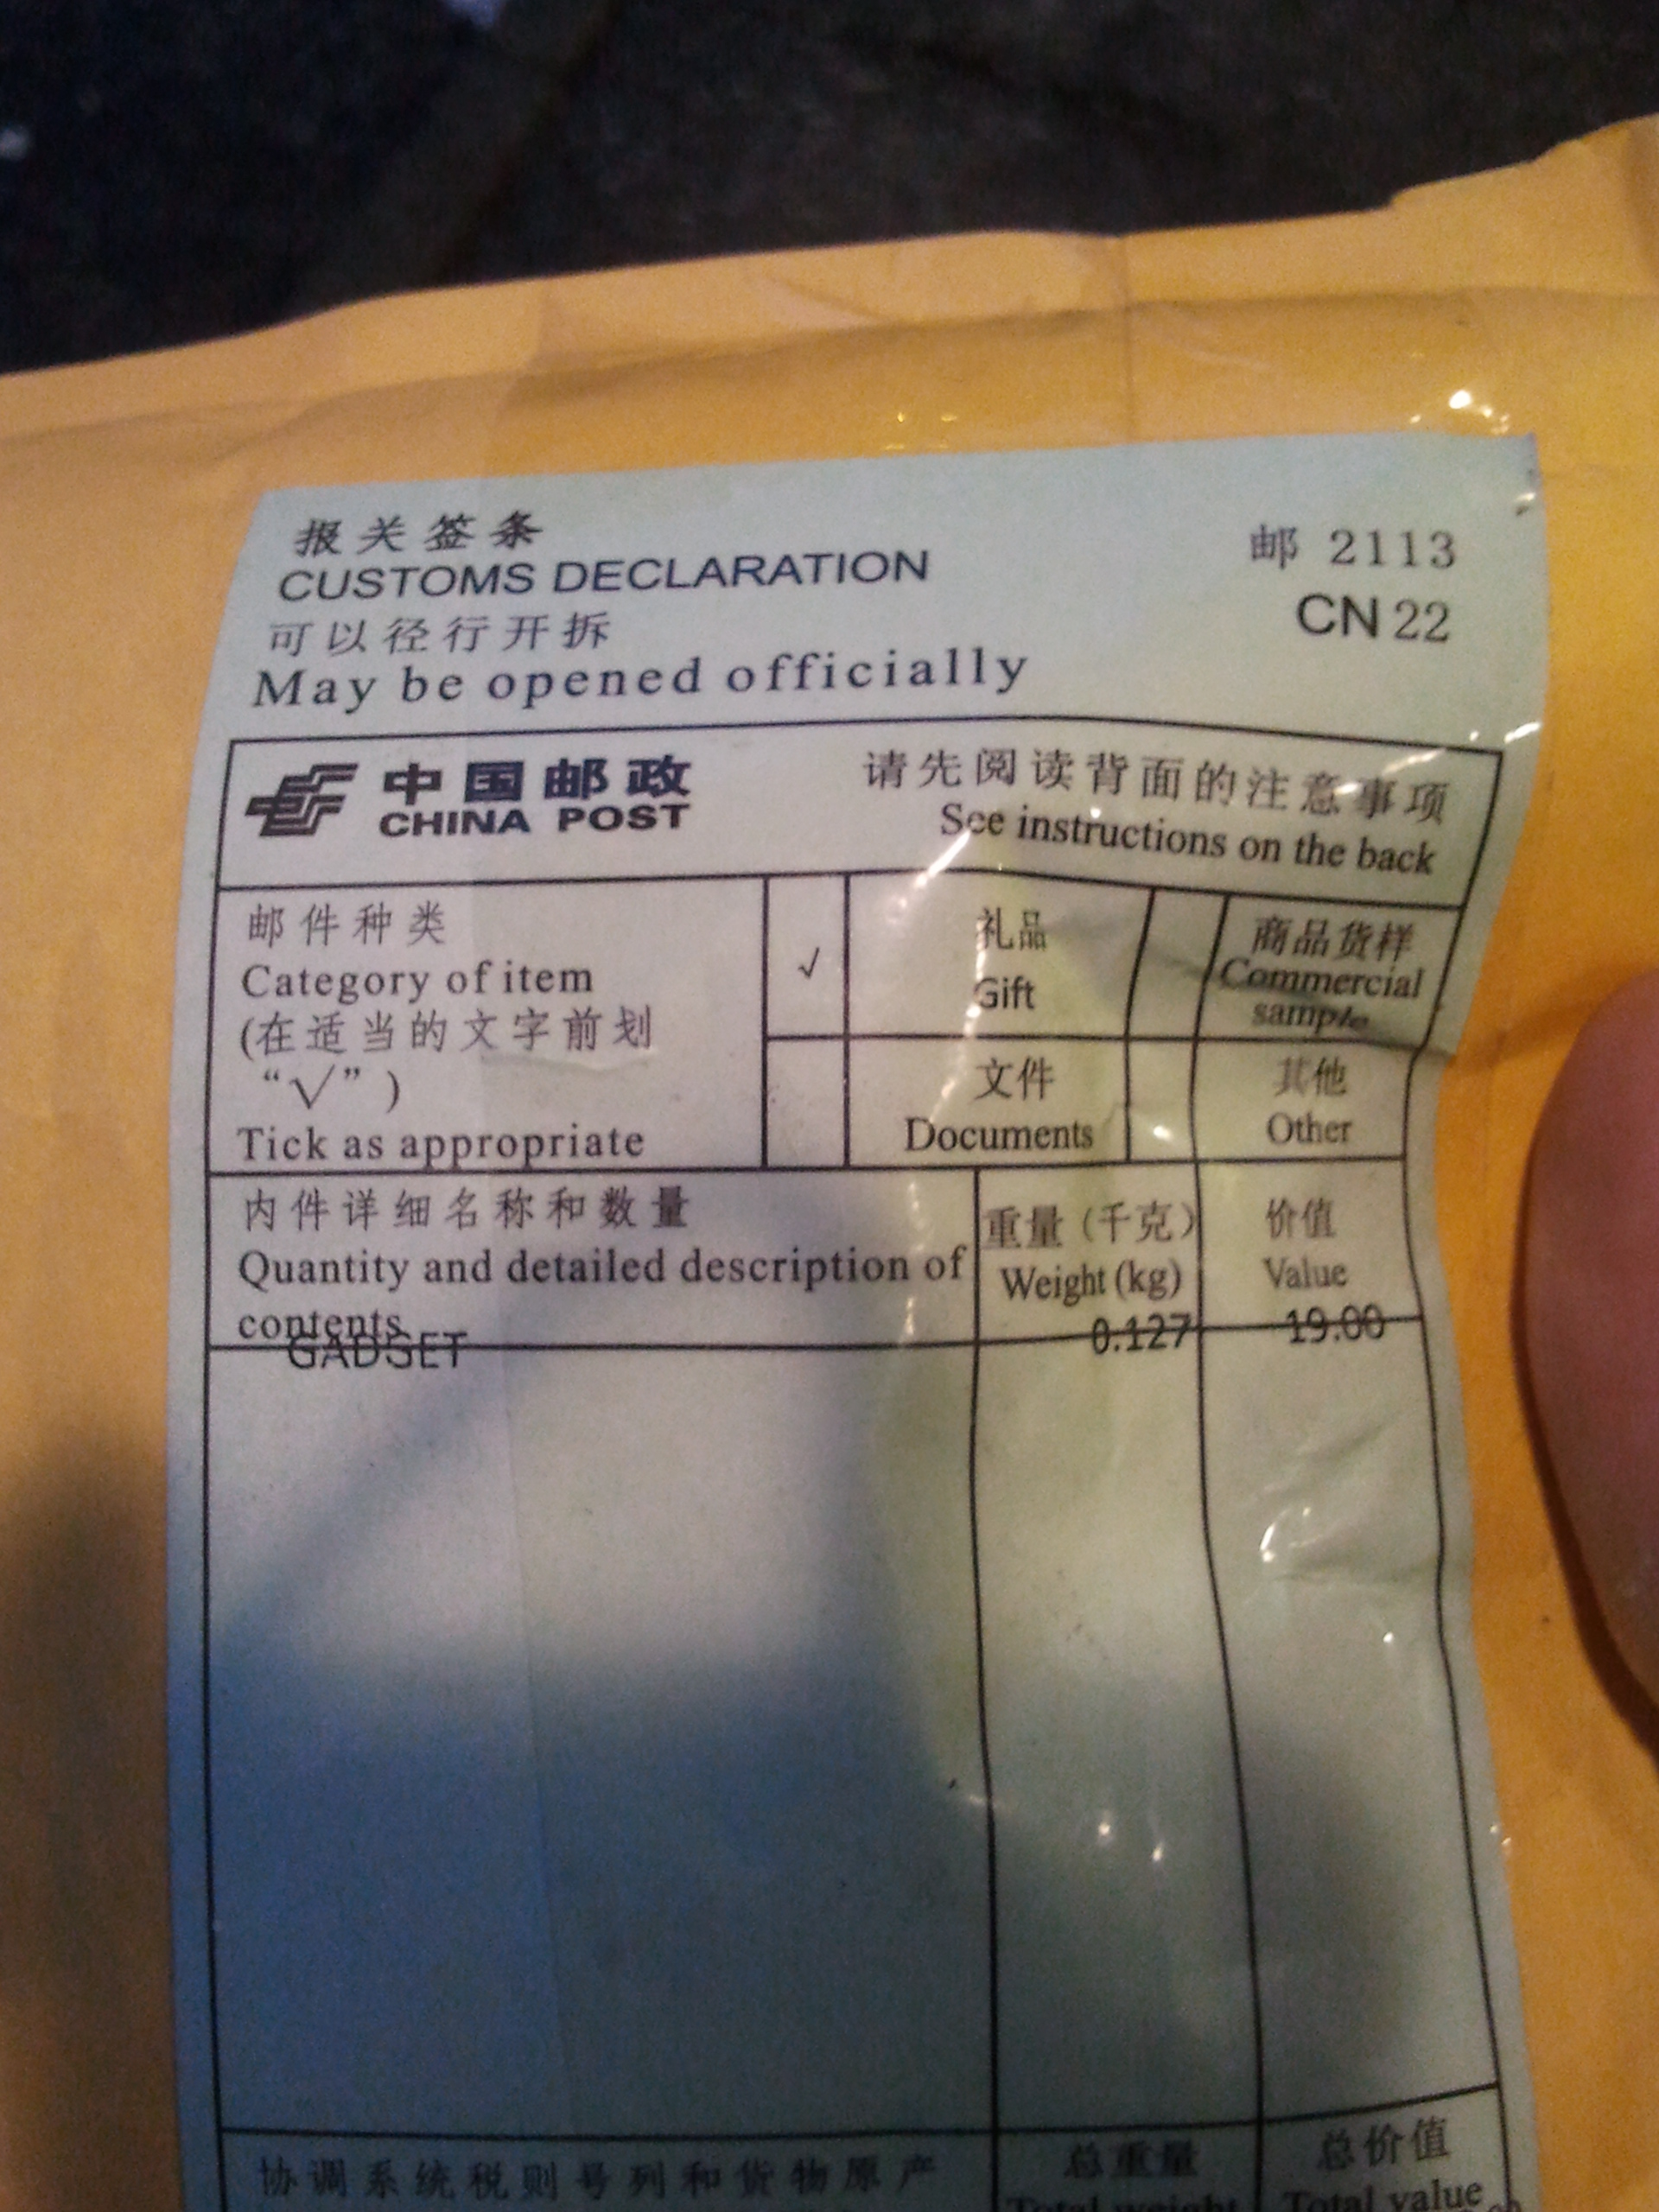 报关签条
CUSTOMS DECLARATION
可以径行开拆
May be opened officially
邮 2113
CN 22
中国邮政
CHINA POST
请先阅读背面的注意事项
See instructions on the back
邮件种类
Category of item
(在适当的文字前划
“√”)
Tick as appropriate
√
礼品
Gift
商品货样
Commercial
sample
文件
Documents
其他
Other
内件详细名称和数量
Quantity and detailed description of
contents
重量(千克)
Weight (kg)
价值
Value
GADGET
0.127
19.00
协调系统税则号列和货物原产
总重量
Total weight
总价值
Total value